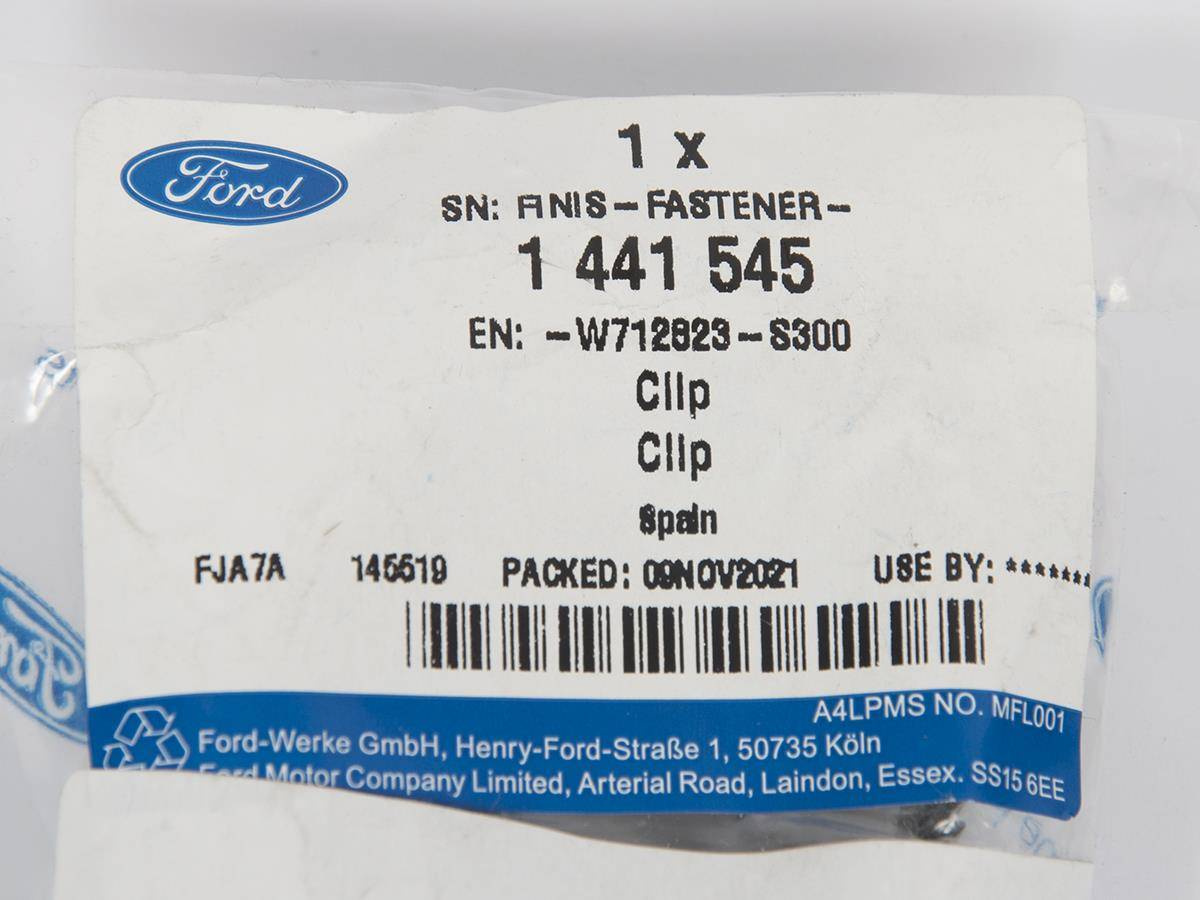 Ford
1 x
SN: FINIS-FASTENER-
1 441 545
EN: -W712823-S300
Clip
Clip
Spain
FJA7A 145519 PACKED: 09NOV2021 USE BY: *******
A4LPMS NO. MFL001
Ford-Werke GmbH, Henry-Ford-Straße 1, 50735 Köln
Ford Motor Company Limited, Arterial Road, Laindon, Essex. SS15 6EE
Ford